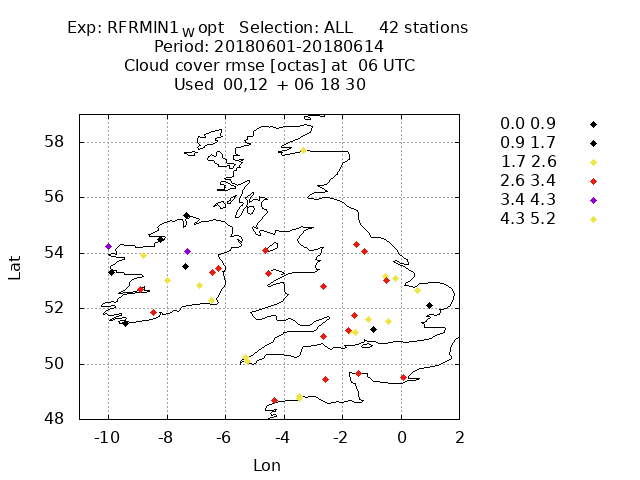 Exp: RFRMIN1_W opt Selection: ALL 42 stations
Period: 20180601-20180614
Cloud cover rmse [octas] at 06 UTC
Used 00,12 + 06 18 30
0.0 0.9
0.9 1.7
1.7 2.6
2.6 3.4
3.4 4.3
4.3 5.2
58
56
54
52
50
48
Lat
-10 -8 -6 -4 -2 0 2
Lon